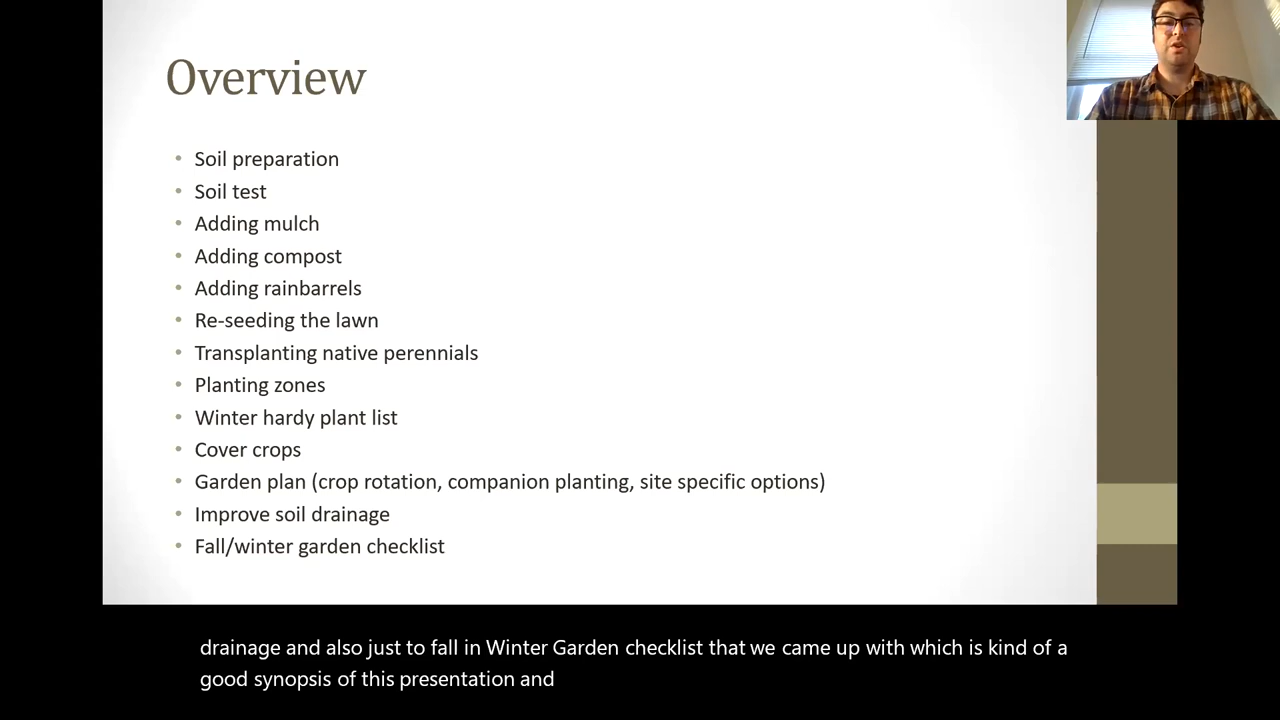 Overview
• Soil preparation
• Soil test
• Adding mulch
• Adding compost
• Adding rainbarrels
• Re-seeding the lawn
• Transplanting native perennials
• Planting zones
• Winter hardy plant list
• Cover crops
• Garden plan (crop rotation, companion planting, site specific options)
• Improve soil drainage
• Fall/winter garden checklist
drainage and also just to fall in Winter Garden checklist that we came up with which is kind of a
good synopsis of this presentation and